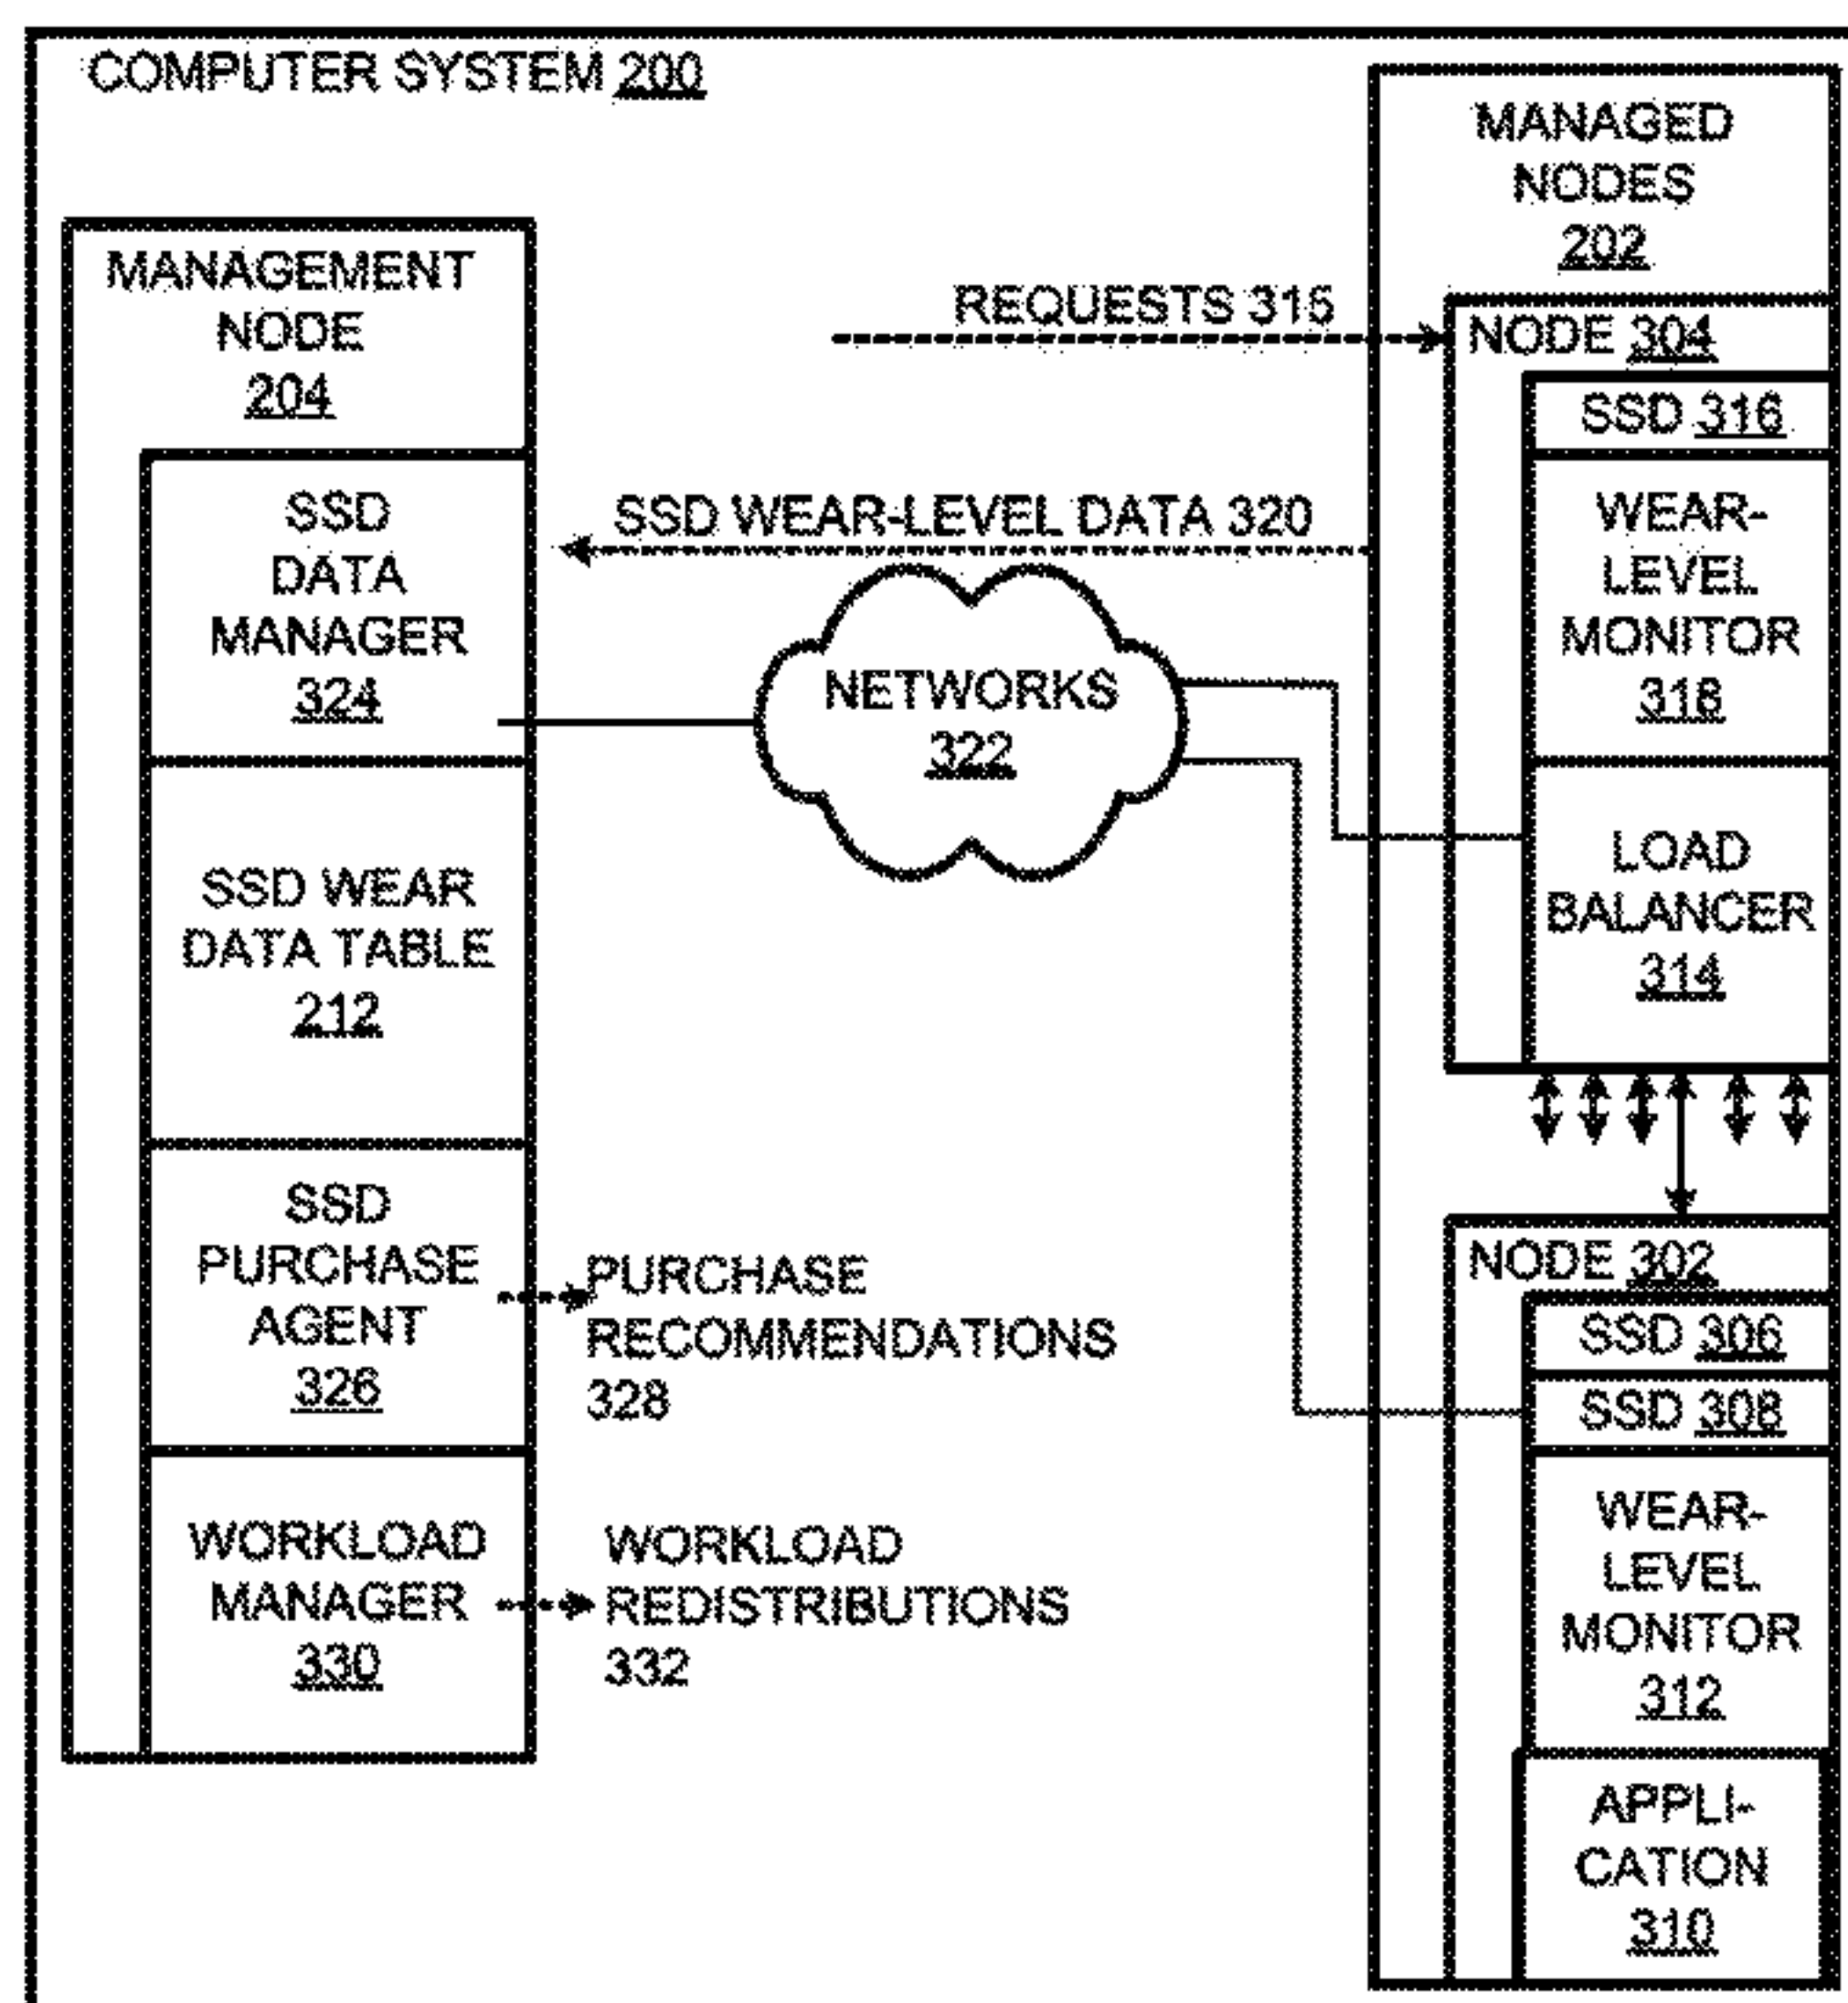 COMPUTER SYSTEM 200
MANAGEMENT
NODE
204
SSD
DATA
MANAGER
324
SSD WEAR
DATA TABLE
212
SSD
PURCHASE
AGENT
326
WORKLOAD
MANAGER
330
PURCHASE
RECOMMENDATIONS
328
WORKLOAD
REDISTRIBUTIONS
332
REQUESTS 315
SSD WEAR-LEVEL DATA 320
NETWORKS
322
MANAGED
NODES
202
NODE 304
SSD 316
WEAR-
LEVEL
MONITOR
318
LOAD
BALANCER
314
NODE 302
SSD 306
SSD 308
WEAR-
LEVEL
MONITOR
312
APPLI-
CATION
310